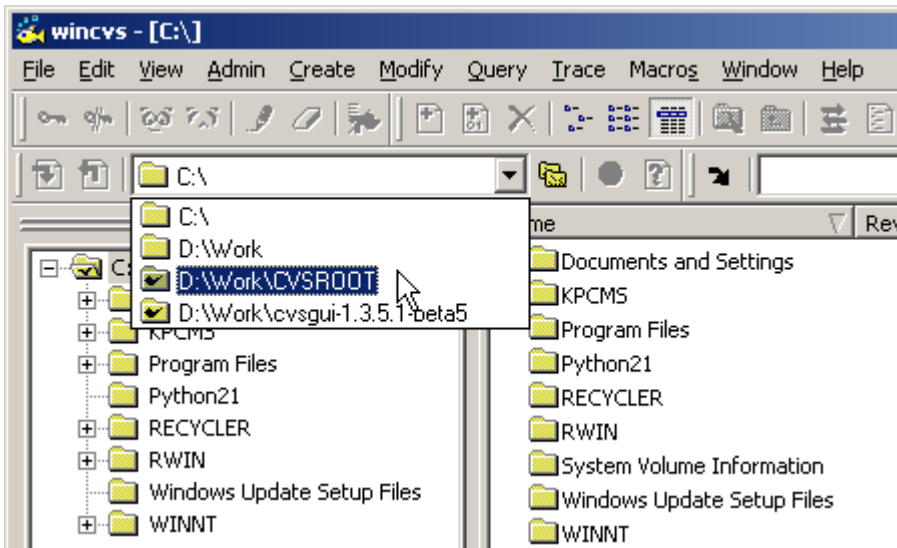 wincvs - [C:\]
File Edit View Admin Create Modify Query Trace Macros Window Help
C:\
C:\
D:\Work
D:\Work\CVSROOT
D:\Work\cvsgui-1.3.5.1-beta5
me Rev
C:
KPCMS
Program Files
Python21
RECYCLER
RWIN
Windows Update Setup Files
WINNT
Documents and Settings
KPCMS
Program Files
Python21
RECYCLER
RWIN
System Volume Information
Windows Update Setup Files
WINNT